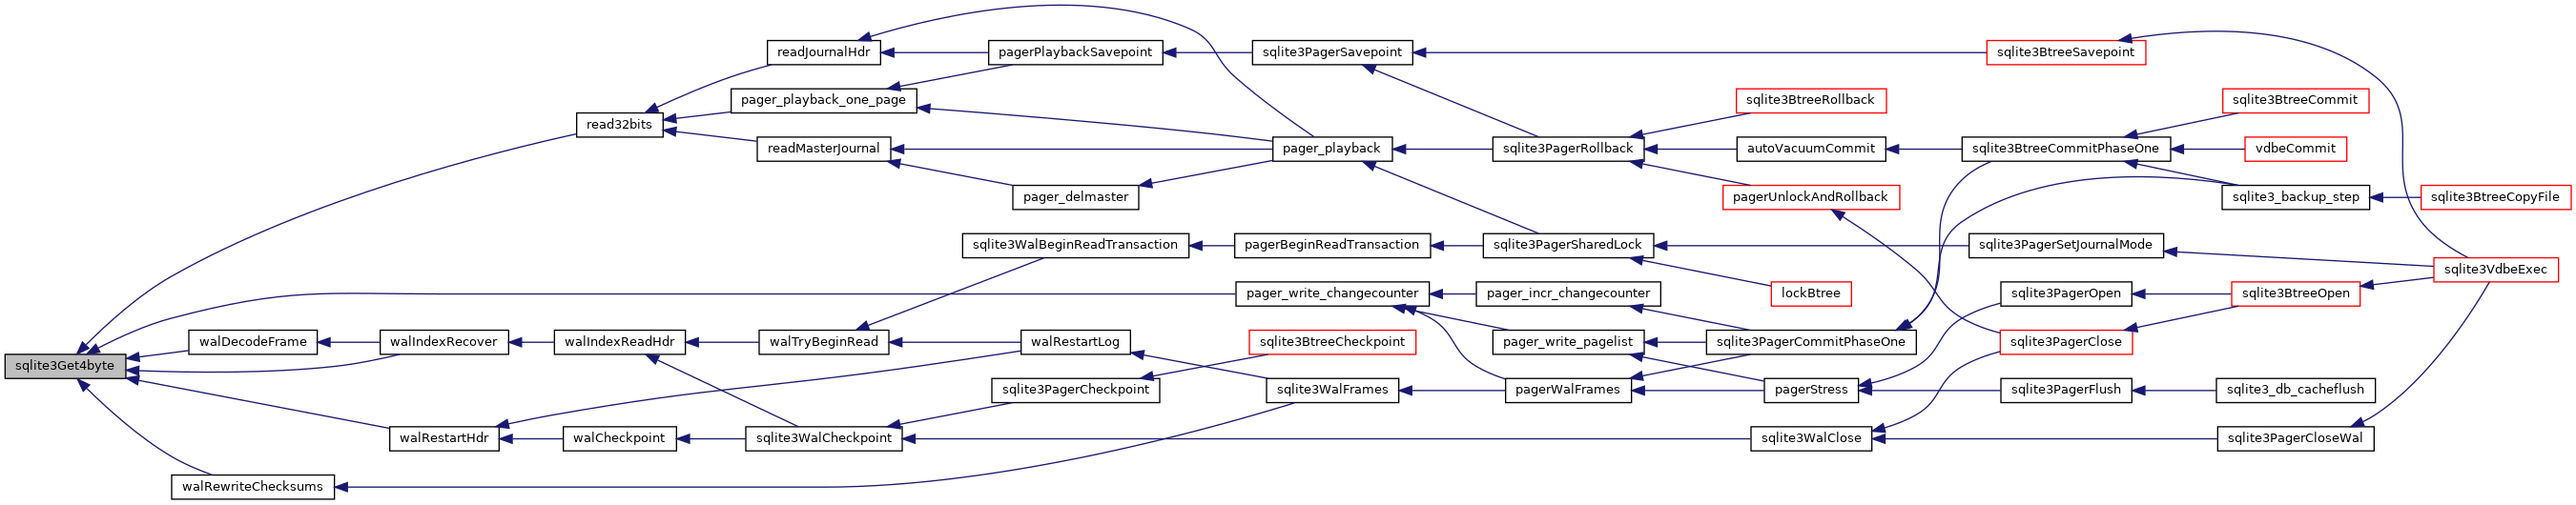 sqlite3Get4byte
read32bits
readJournalHdr
pager_playback_one_page
readMasterJournal
pagerPlaybackSavepoint
pager_delmaster
sqlite3PagerSavepoint
pager_playback
sqlite3PagerRollback
sqlite3BtreeSavepoint
sqlite3BtreeRollback
autoVacuumCommit
pagerUnlockAndRollback
sqlite3BtreeCommitPhaseOne
sqlite3BtreeCommit
vdbeCommit
sqlite3_backup_step
sqlite3BtreeCopyFile
sqlite3WalBeginReadTransaction
pagerBeginReadTransaction
sqlite3PagerSharedLock
sqlite3PagerSetJournalMode
lockBtree
sqlite3VdbeExec
pager_write_changecounter
pager_incr_changecounter
sqlite3PagerOpen
sqlite3BtreeOpen
walDecodeFrame
walIndexRecover
walIndexReadHdr
walTryBeginRead
walRestartLog
sqlite3BtreeCheckpoint
pager_write_pagelist
sqlite3PagerCommitPhaseOne
sqlite3PagerClose
sqlite3PagerCheckpoint
sqlite3WalFrames
pagerWalFrames
pagerStress
sqlite3PagerFlush
sqlite3_db_cacheflush
walRestartHdr
walCheckpoint
sqlite3WalCheckpoint
sqlite3WalClose
sqlite3PagerCloseWal
walRewriteChecksums